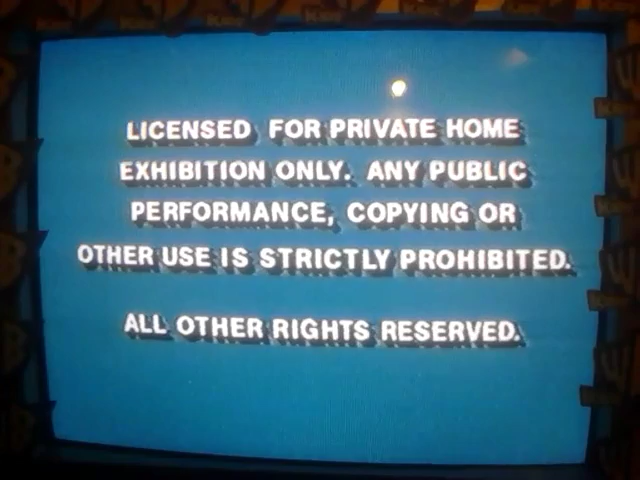 LICENSED FOR PRIVATE HOME
EXHIBITION ONLY. ANY PUBLIC
PERFORMANCE, COPYING OR
OTHER USE IS STRICTLY PROHIBITED.
ALL OTHER RIGHTS RESERVED.